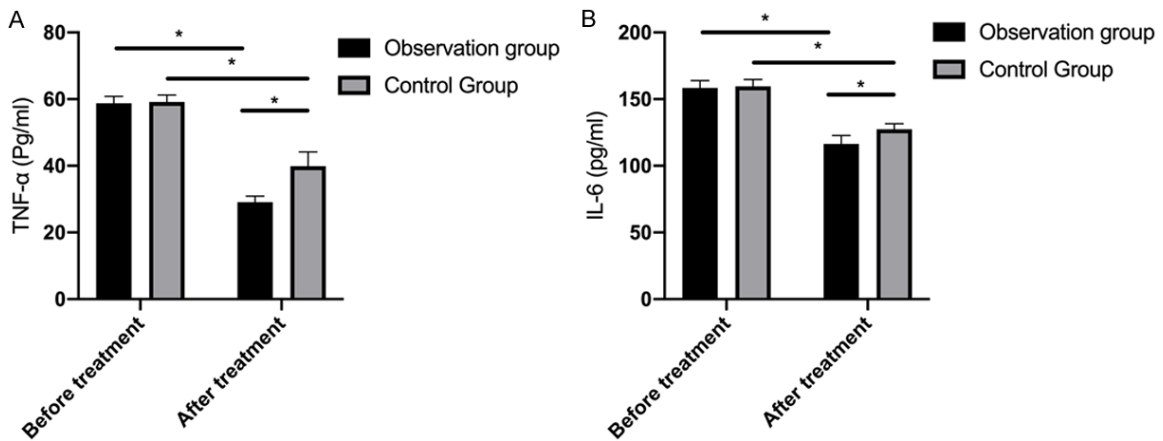 A
80
60
40
20
0
TNF-α (Pg/ml)
*
*
*
Observation group
Control Group
Before treatment
After treatment
B
200
150
100
50
0
IL-6 (pg/ml)
*
*
*
Observation group
Control Group
Before treatment
After treatment